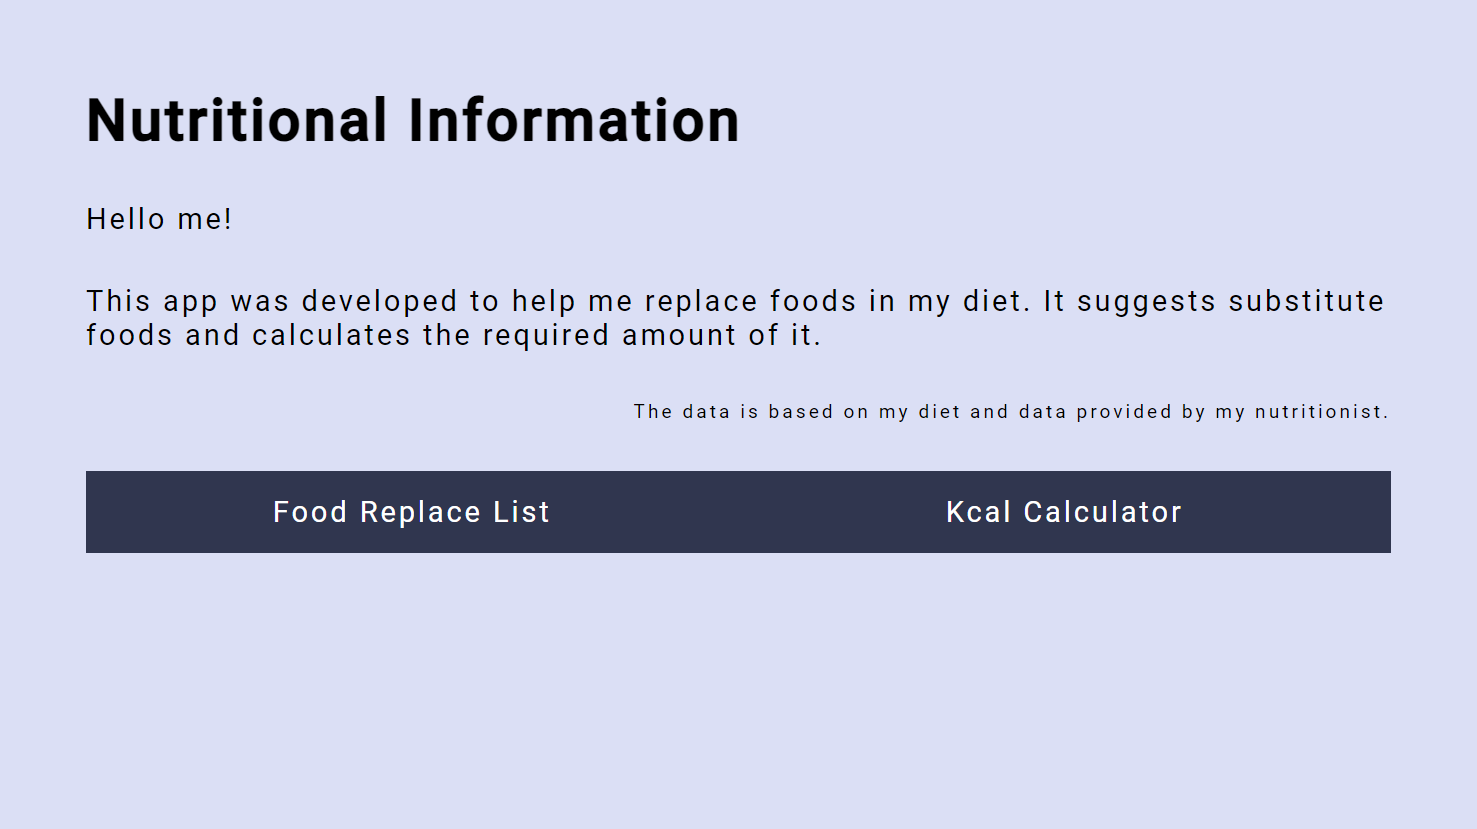 Nutritional Information
Hello me!
This app was developed to help me replace foods in my diet. It suggests substitute
foods and calculates the required amount of it.
The data is based on my diet and data provided by my nutritionist.
Food Replace List
Kcal Calculator